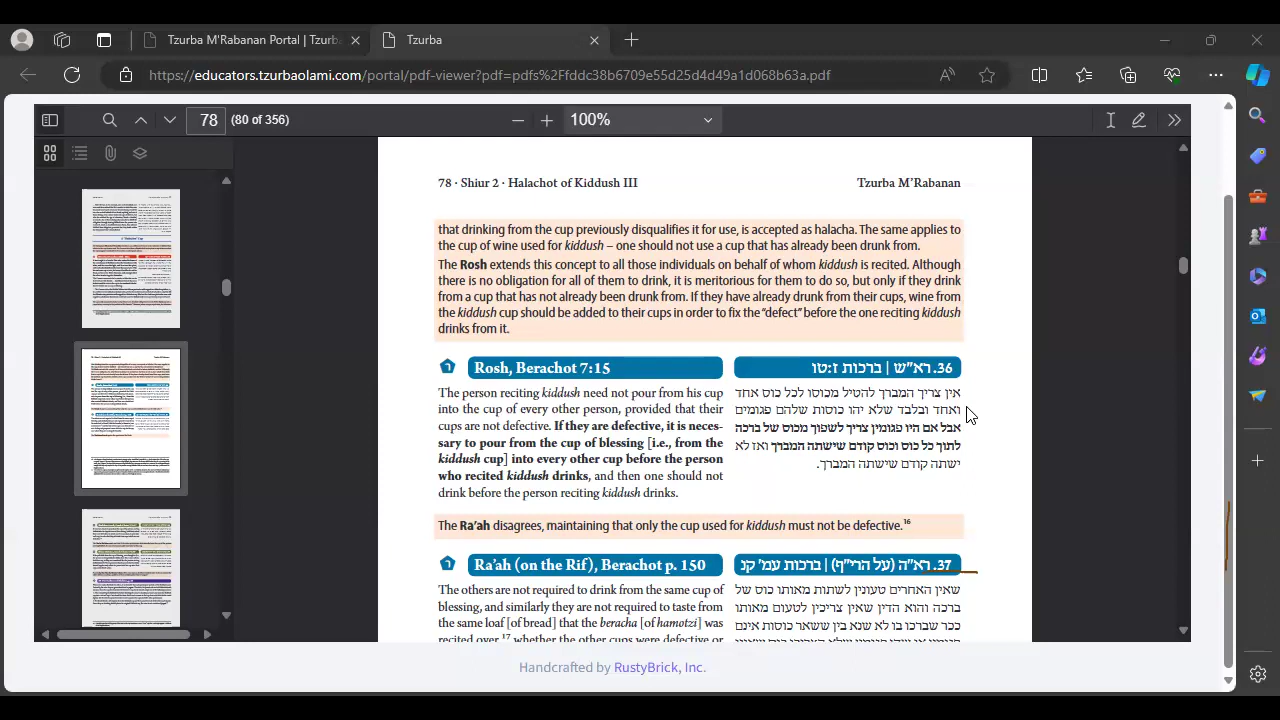 Tzurba M'Rabanan Portal | Tzurb
Tzurba
https://educators.tzurbaolami.com/portal/pdf-viewer?pdf=pdfs%2Ffddc38b6709e55d25d4d49a1d068b63a.pdf
78 (80 of 356)
100%
78 · Shiur 2 · Halachot of Kiddush III
Tzurba M'Rabanan
that drinking from the cup previously disqualifies it for use, is accepted as halacha. The same applies to
the cup of wine used for kiddush – one should not use a cup that has already been drunk from.
The Rosh extends this concept to all those individuals on behalf of whom kiddush is recited. Although
there is no obligation for all of them to drink, it is meritorious for them to do so, but only if they drink
from a cup that has not already been drunk from. If they have already drunk from their cups, wine from
the kiddush cup should be added to their cups in order to fix the "defect" before the one reciting kiddush
drinks from it.
Rosh, Berachot 7:15
The person reciting kiddush need not pour from his cup
into the cup of every other person, provided that their
cups are not defective. If they are defective, it is neces-
sary to pour from the cup of blessing [i.e., from the
kiddush cup] into every other cup before the person
who recited kiddush drinks, and then one should not
drink before the person reciting kiddush drinks.
36. רא"ש | ברכות ז:טו
אין צריך המברך להטיל מכוסו לכל כוס אחד
ואחד ובלבד שלא יהו כוסות שלהם פגומים
אבל אם היו פגומין צריך לשפוך מכוס של ברכה
לתוך כל כוס וכוס קודם שישתה המברך ואז לא
ישתה קודם שישתה המברך.
The Ra'ah disagrees, maintaining that only the cup used for kiddush must not be defective.16
Ra'ah (on the Rif), Berachot p. 150
The others are not required to drink from the same cup of
blessing, and similarly they are not required to taste from
the same loaf [of bread] that the beracha [of hamotzi] was
recited over,17 whether the other cups were defective or
37. רא"ה (על הרי"ף) | ברכות עמ' קנ
שאין האחרים טעונין לשתות מאותו כוס של
ברכה והוא הדין שאין צריכין לטעום מאותו
ככר שברכו בו לא שנא בין ששאר כוסות אינם
Handcrafted by RustyBrick, Inc.